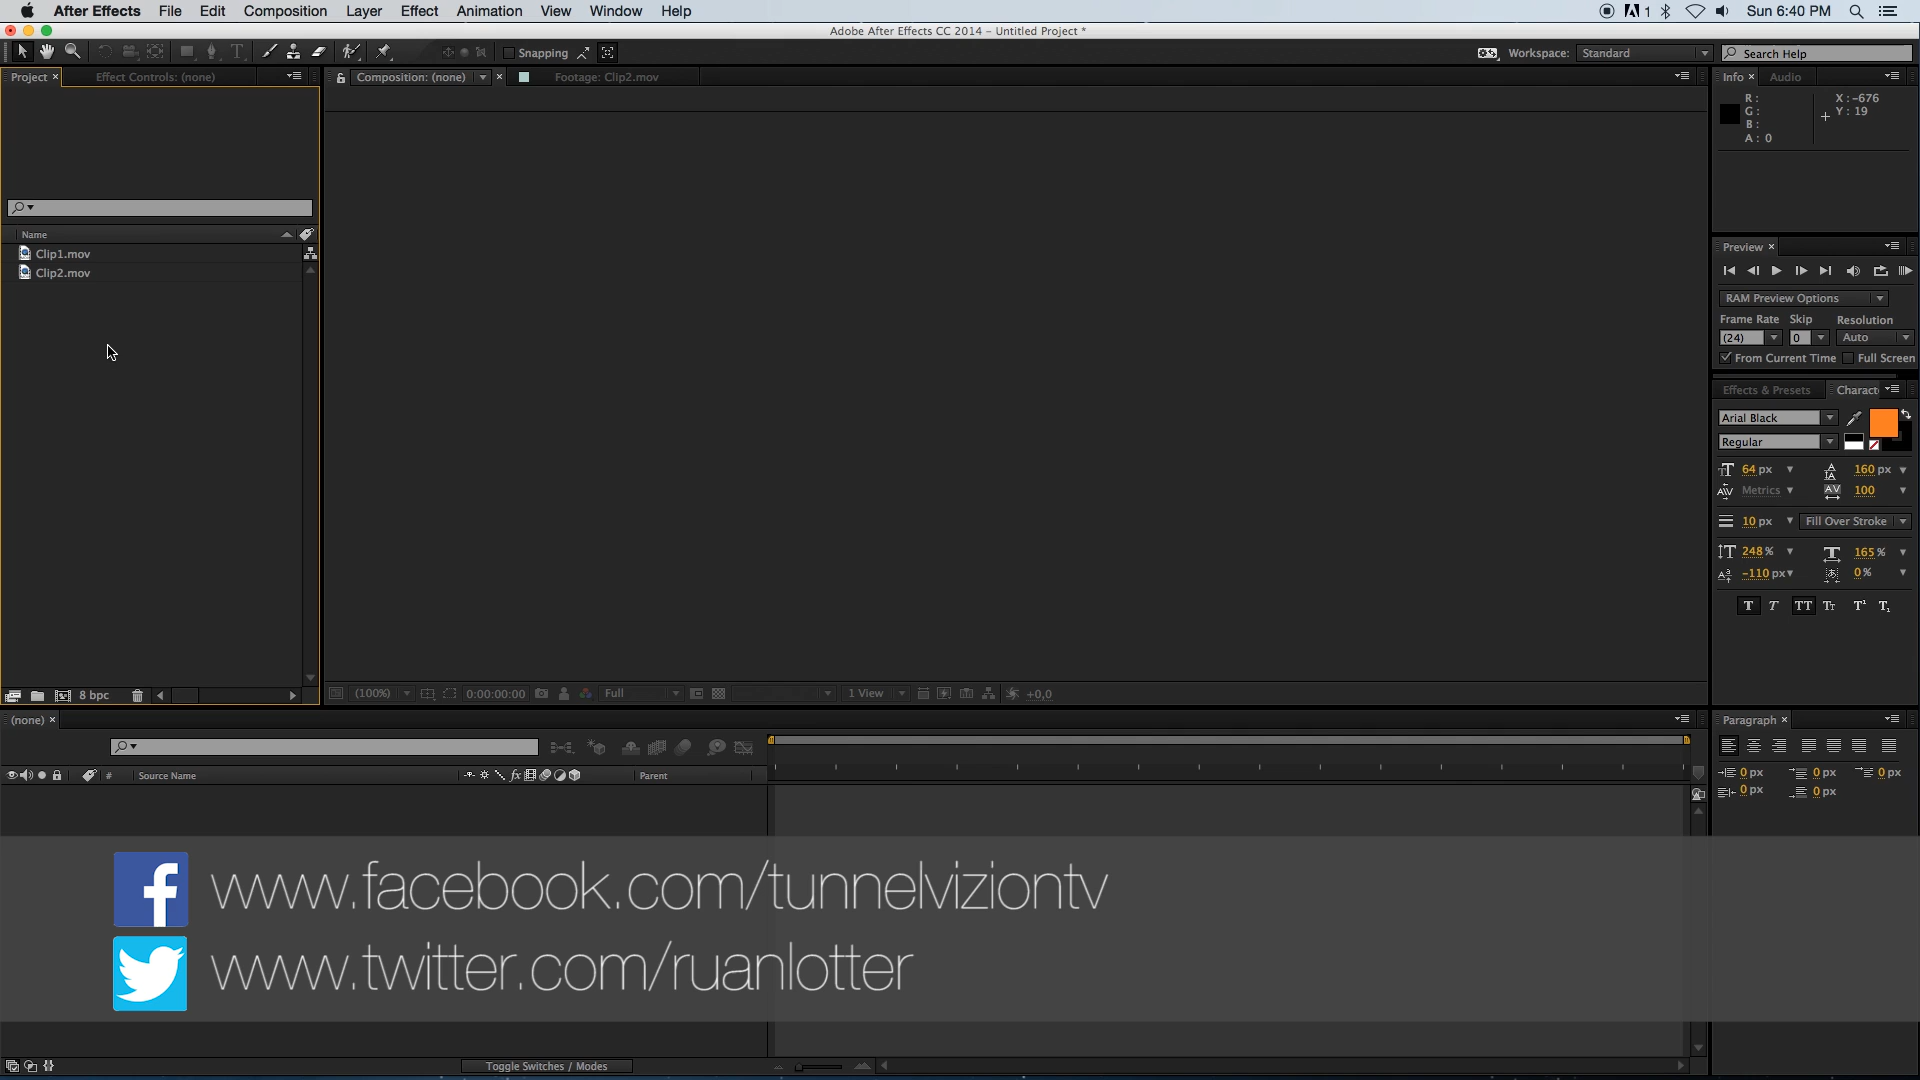 After Effects File Edit Composition Layer Effect Animation View Window Help 1 Sun 6:40 PM
Adobe After Effects CC 2014 – Untitled Project *
Snapping Workspace: Standard Search Help
Project × Effect Controls: (none) Composition: (none) × Footage: Clip2.mov Info × Audio
R: X: -676
G: Y: 19
B:
A: 0
Name
Clip1.mov
Clip2.mov
Preview ×
RAM Preview Options
Frame Rate Skip Resolution
(24) 0 Auto
From Current Time Full Screen
Effects & Presets Charact
Arial Black
Regular
64 px 160 px
Metrics 100
10 px Fill Over Stroke
248 % 165 %
-110 px 0 %
T T TT Tt T¹ T₁
8 bpc (100%) 0:00:00:00 Full 1 View +0,0
(none) × Paragraph ×
# Source Name fx Parent
0 px 0 px 0 px
0 px 0 px
www.facebook.com/tunnelviziontv
www.twitter.com/ruanlotter
Toggle Switches / Modes